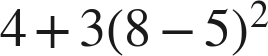 4 + 3(8 − 5)²